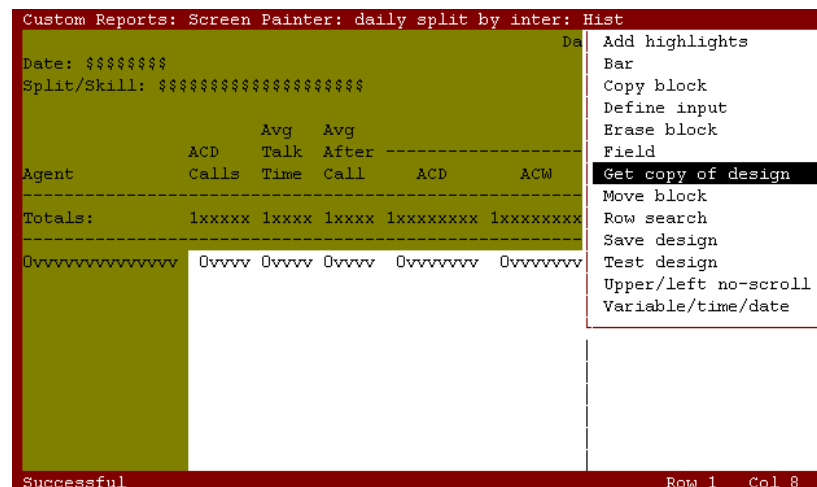 Custom Reports: Screen Painter: daily split by inter: Hist
Da
Date: $$$$$$$$
Split/Skill: $$$$$$$$$$$$$$$$$$$$
Avg Avg
ACD Talk After -------------------
Agent Calls Time Call ACD ACW
------------------------------------------------------
Totals: 1xxxxx 1xxxx 1xxxx 1xxxxxxxx 1xxxxxxxx
------------------------------------------------------
0vvvvvvvvvvvvvv 0vvvv 0vvvv 0vvvv 0vvvvvvv 0vvvvvvv
Add highlights
Bar
Copy block
Define input
Erase block
Field
Get copy of design
Move block
Row search
Save design
Test design
Upper/left no-scroll
Variable/time/date
Successful Row 1 Col 8